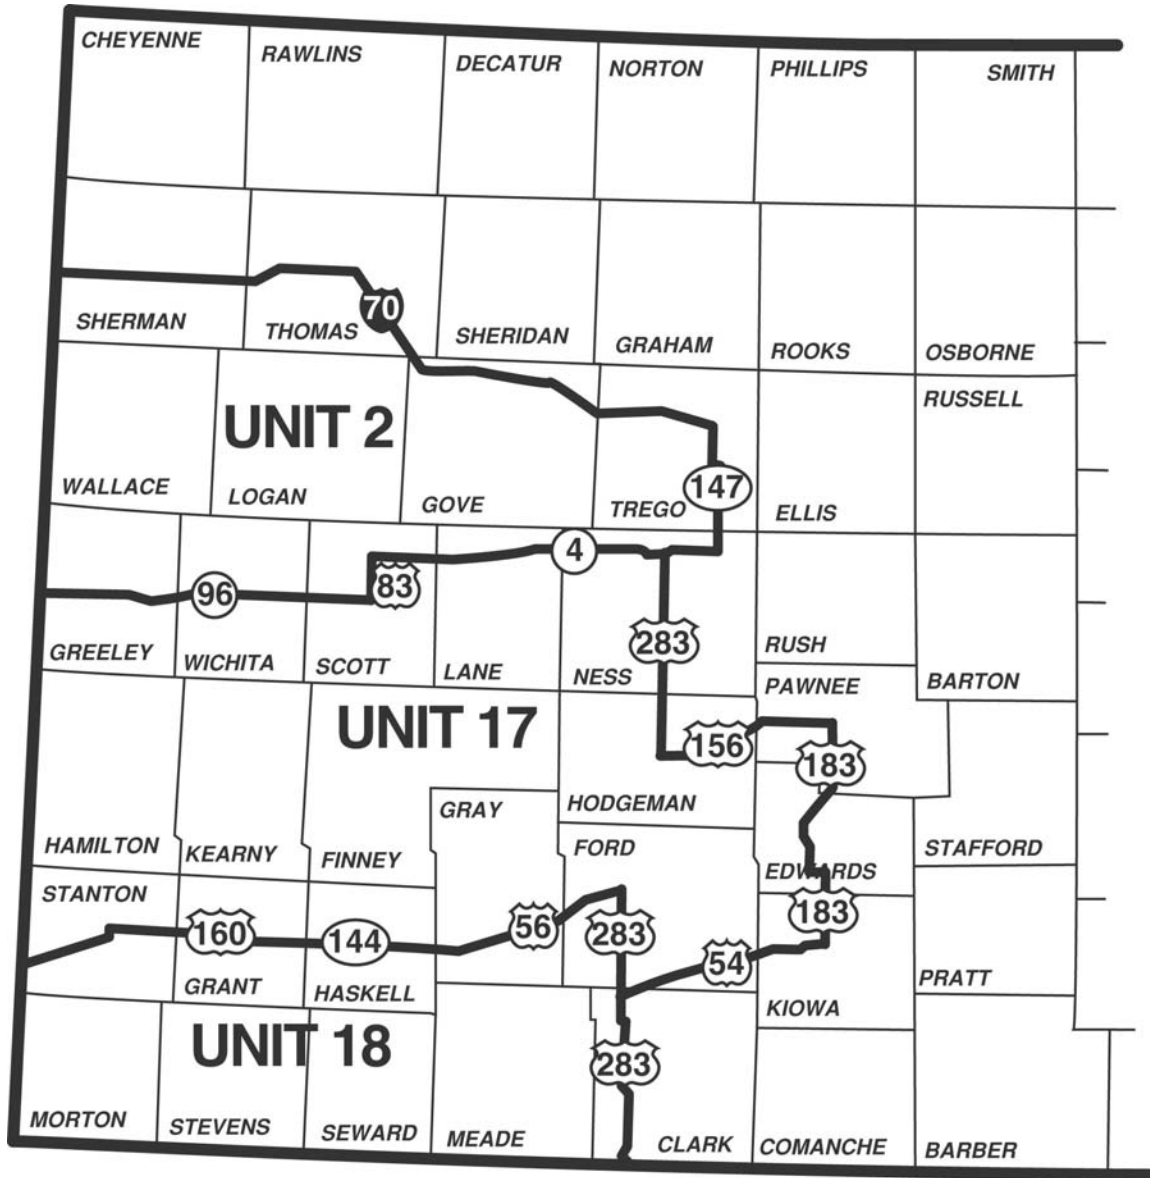 CHEYENNE
RAWLINS
DECATUR
NORTON
PHILLIPS
SMITH
70
SHERMAN
THOMAS
SHERIDAN
GRAHAM
ROOKS
OSBORNE
RUSSELL
UNIT 2
WALLACE
LOGAN
GOVE
TREGO
147
ELLIS
4
96
83
283
GREELEY
WICHITA
SCOTT
LANE
NESS
RUSH
PAWNEE
BARTON
UNIT 17
156
183
GRAY
HODGEMAN
HAMILTON
KEARNY
FINNEY
FORD
EDWARDS
STAFFORD
STANTON
160
144
56
283
183
54
GRANT
HASKELL
PRATT
KIOWA
UNIT 18
283
MORTON
STEVENS
SEWARD
MEADE
CLARK
COMANCHE
BARBER